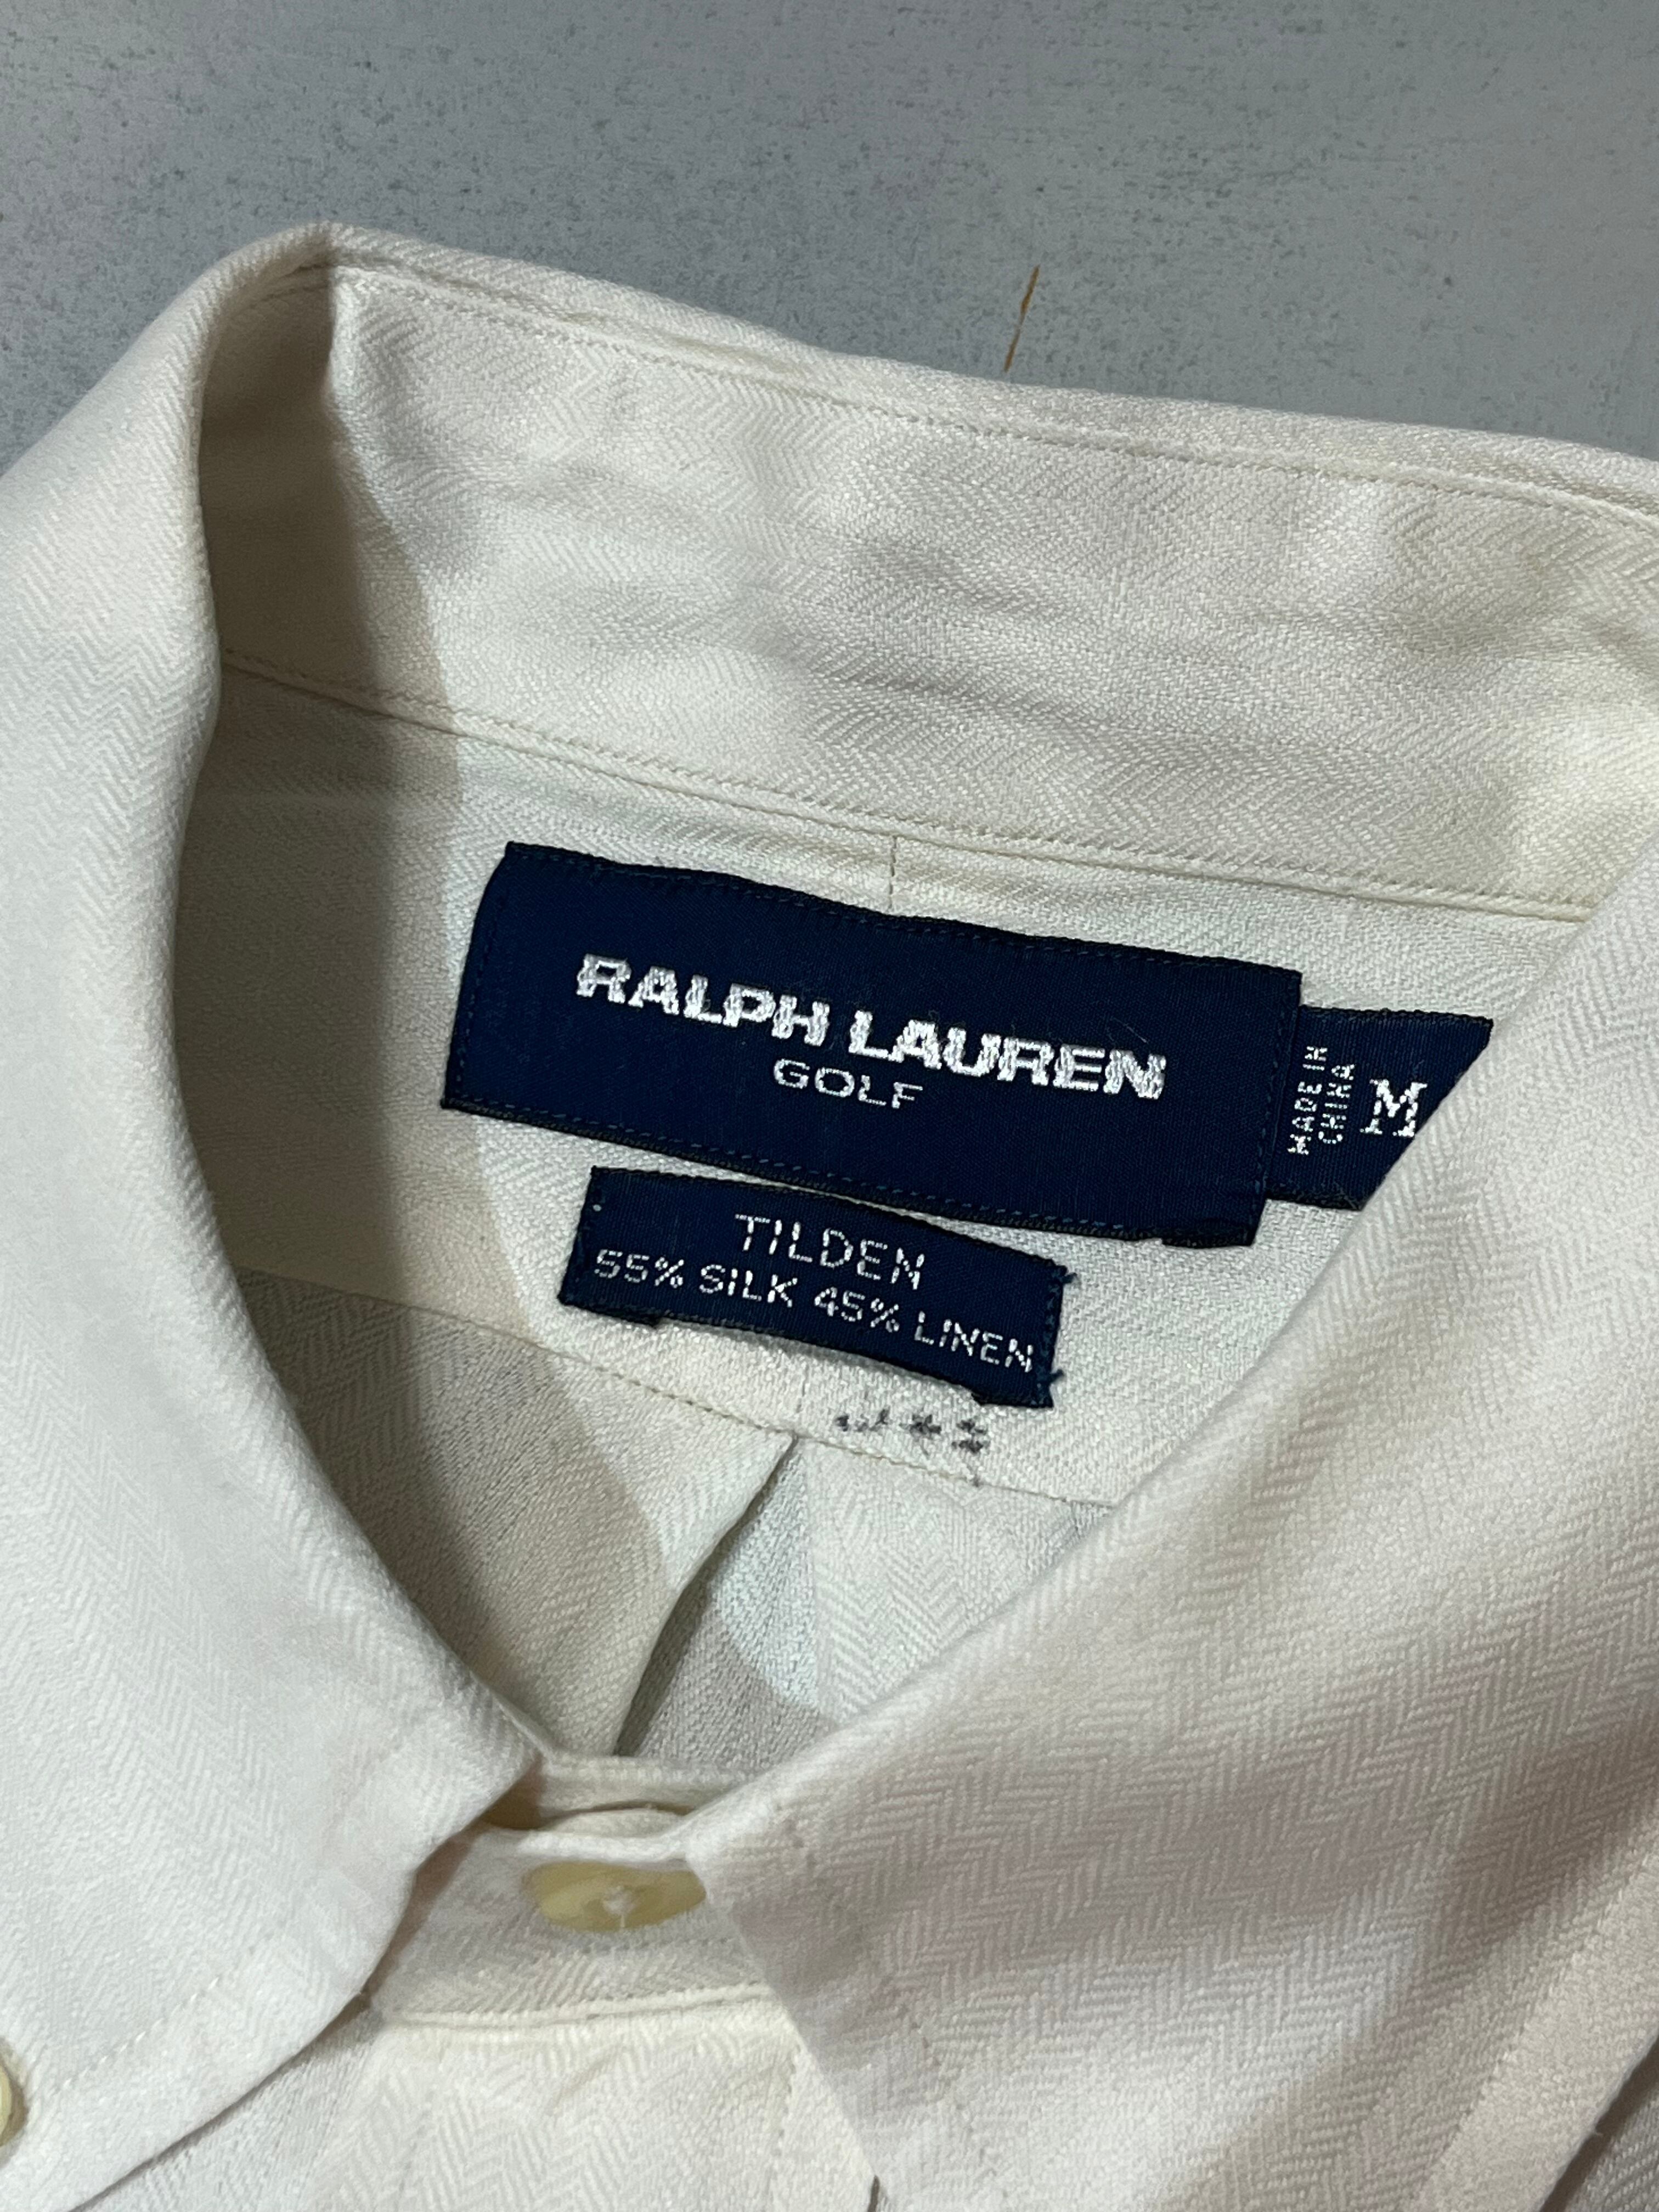 RALPH LAUREN
GOLF
MADE IN
CHINA
M
TILDEN
55% SILK 45% LINEN